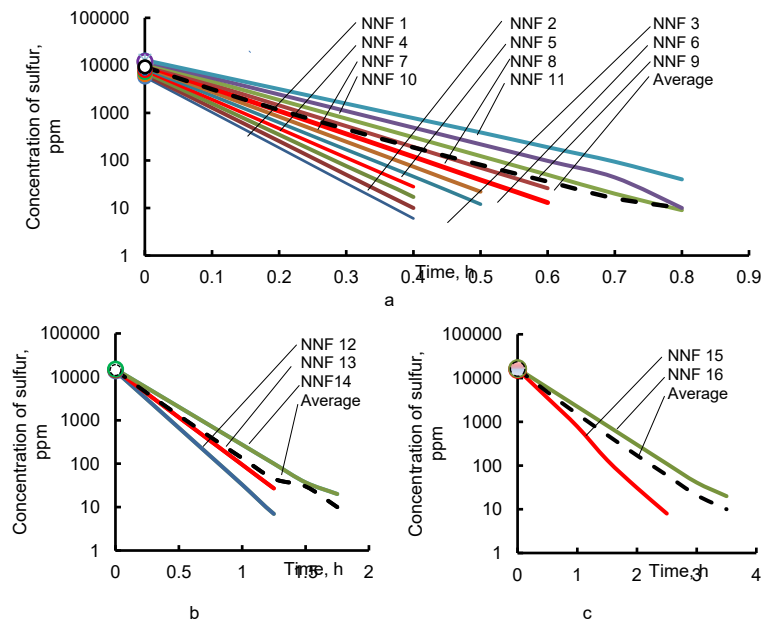 Concentration of sulfur,
ppm
100000
10000
1000
100
10
1
0
0.1
0.2
0.3
0.4
0.5
0.6
0.7
0.8
0.9
Time, h
NNF 1
NNF 4
NNF 7
NNF 10
NNF 2
NNF 5
NNF 8
NNF 11
NNF 3
NNF 6
NNF 9
Average
a
Concentration of sulfur,
ppm
100000
10000
1000
100
10
1
0
0.5
1
1.5
2
Time, h
NNF 12
NNF 13
NNF14
Average
b
Concentration of sulfur,
ppm
100000
10000
1000
100
10
1
0
1
2
3
4
Time, h
NNF 15
NNF 16
Average
c